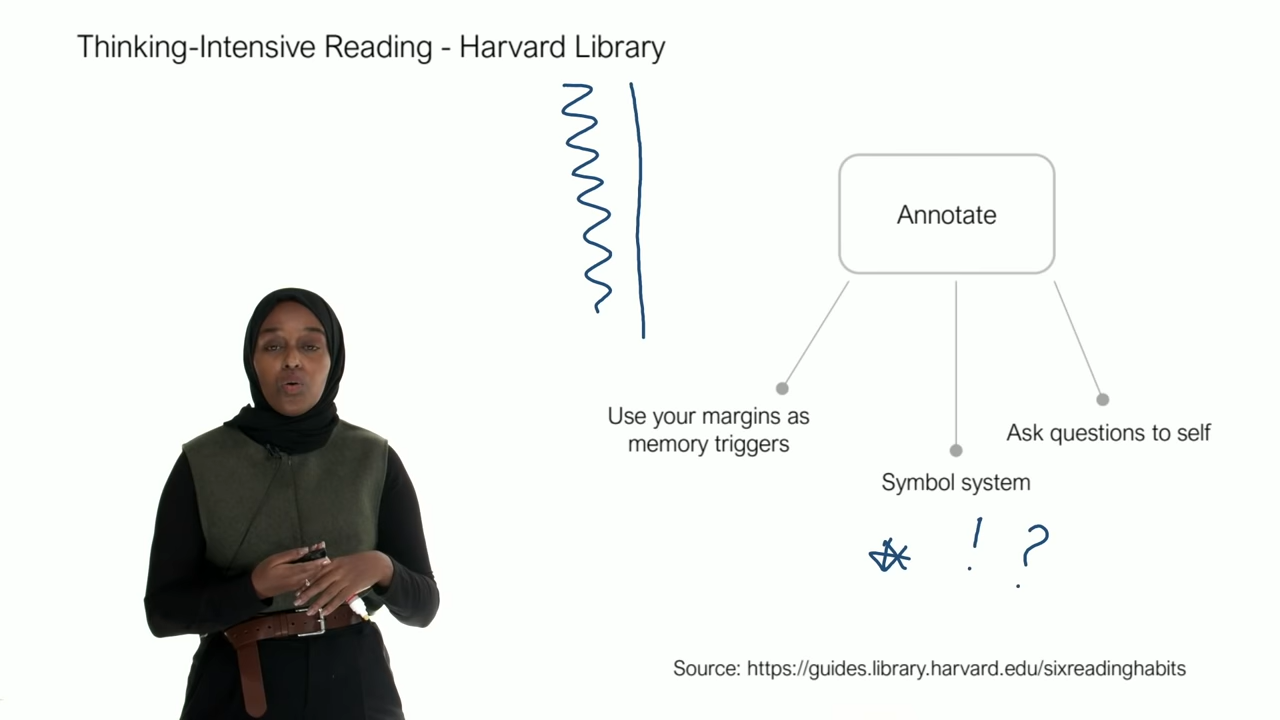 Thinking-Intensive Reading - Harvard Library
Annotate
Use your margins as
memory triggers
Ask questions to self
Symbol system
! ?
Source: https://guides.library.harvard.edu/sixreadinghabits